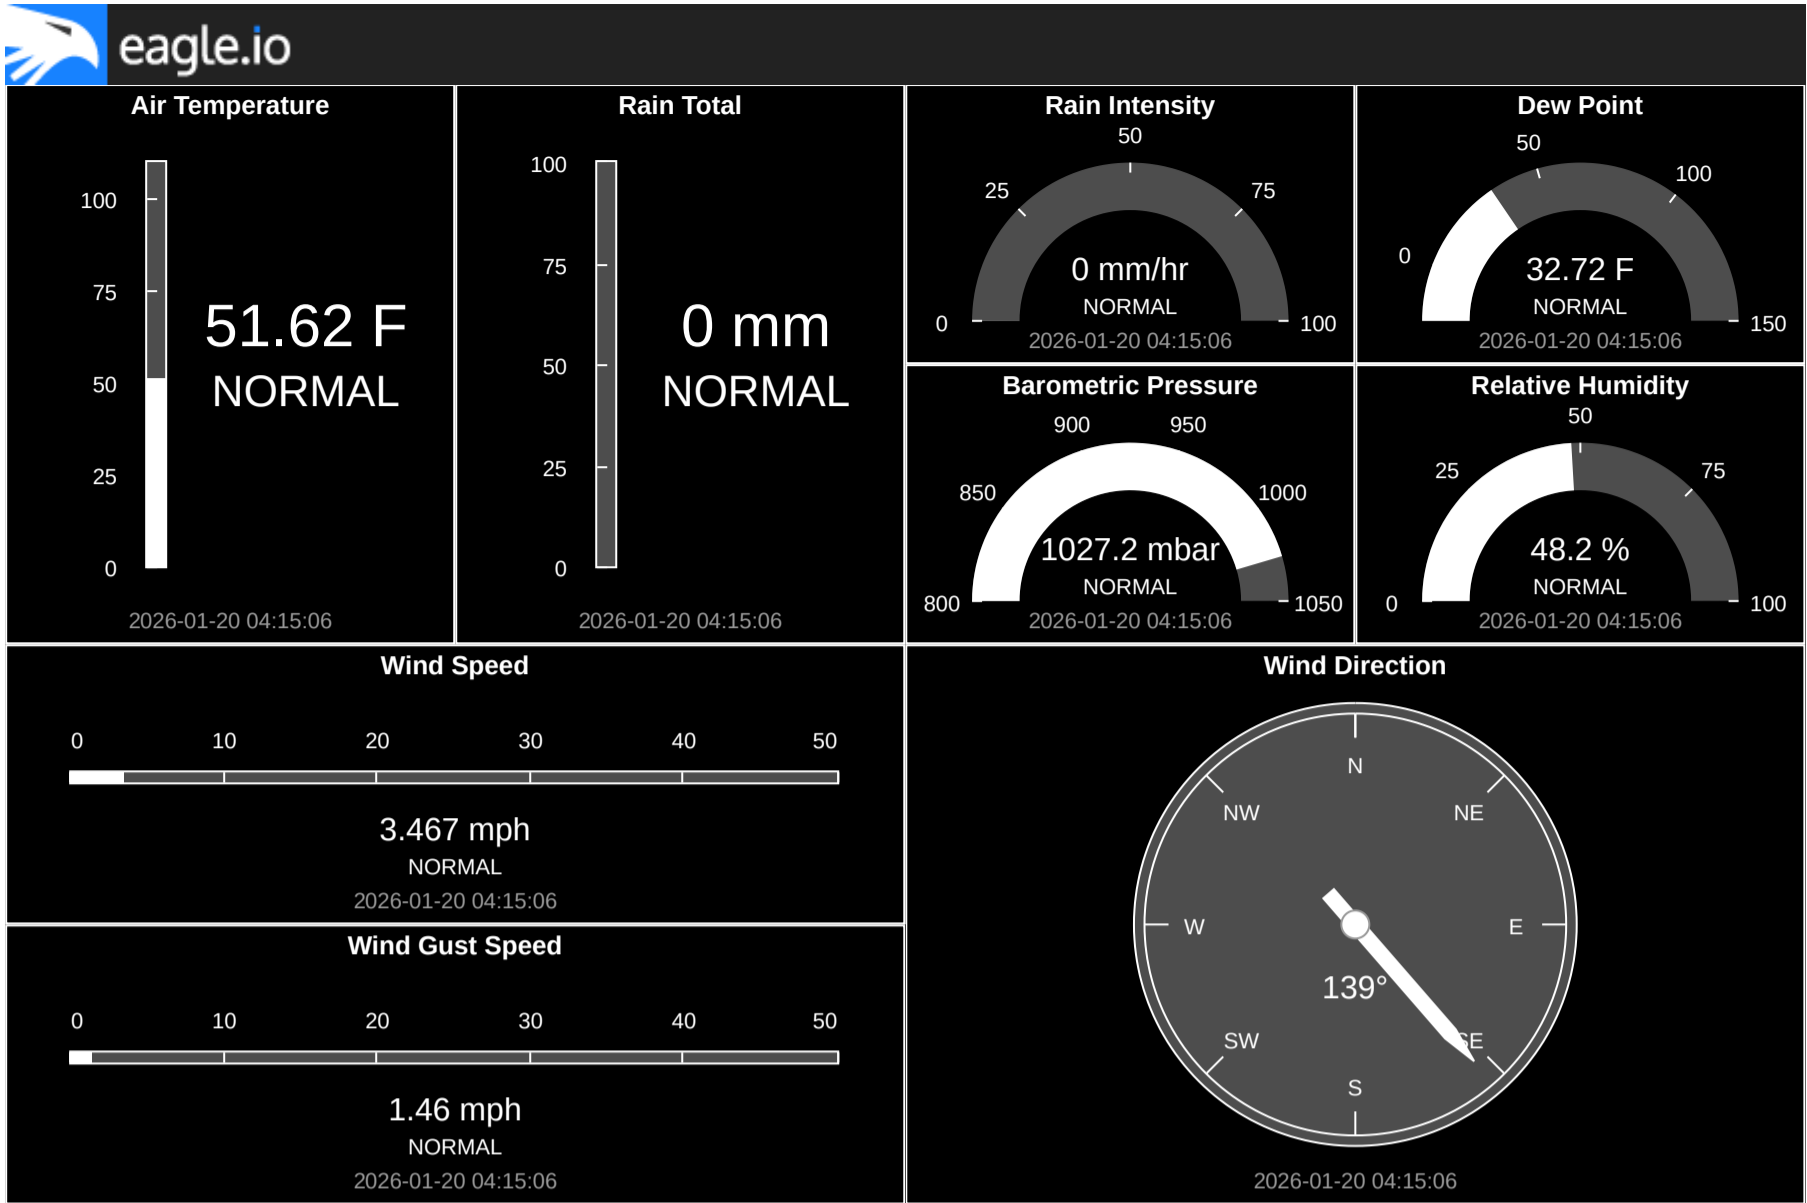 eagle.io
Air Temperature
100
75
50
25
0
51.62 F
NORMAL
2026-01-20 04:15:06
Rain Total
100
75
50
25
0
0 mm
NORMAL
2026-01-20 04:15:06
Rain Intensity
0
25
50
75
100
0 mm/hr
NORMAL
2026-01-20 04:15:06
Dew Point
0
50
100
150
32.72 F
NORMAL
2026-01-20 04:15:06
Barometric Pressure
800
850
900
950
1000
1050
1027.2 mbar
NORMAL
2026-01-20 04:15:06
Relative Humidity
0
25
50
75
100
48.2 %
NORMAL
2026-01-20 04:15:06
Wind Speed
0 10 20 30 40 50
3.467 mph
NORMAL
2026-01-20 04:15:06
Wind Gust Speed
0 10 20 30 40 50
1.46 mph
NORMAL
2026-01-20 04:15:06
Wind Direction
N
NW NE
W E
139°
SW SE
S
2026-01-20 04:15:06